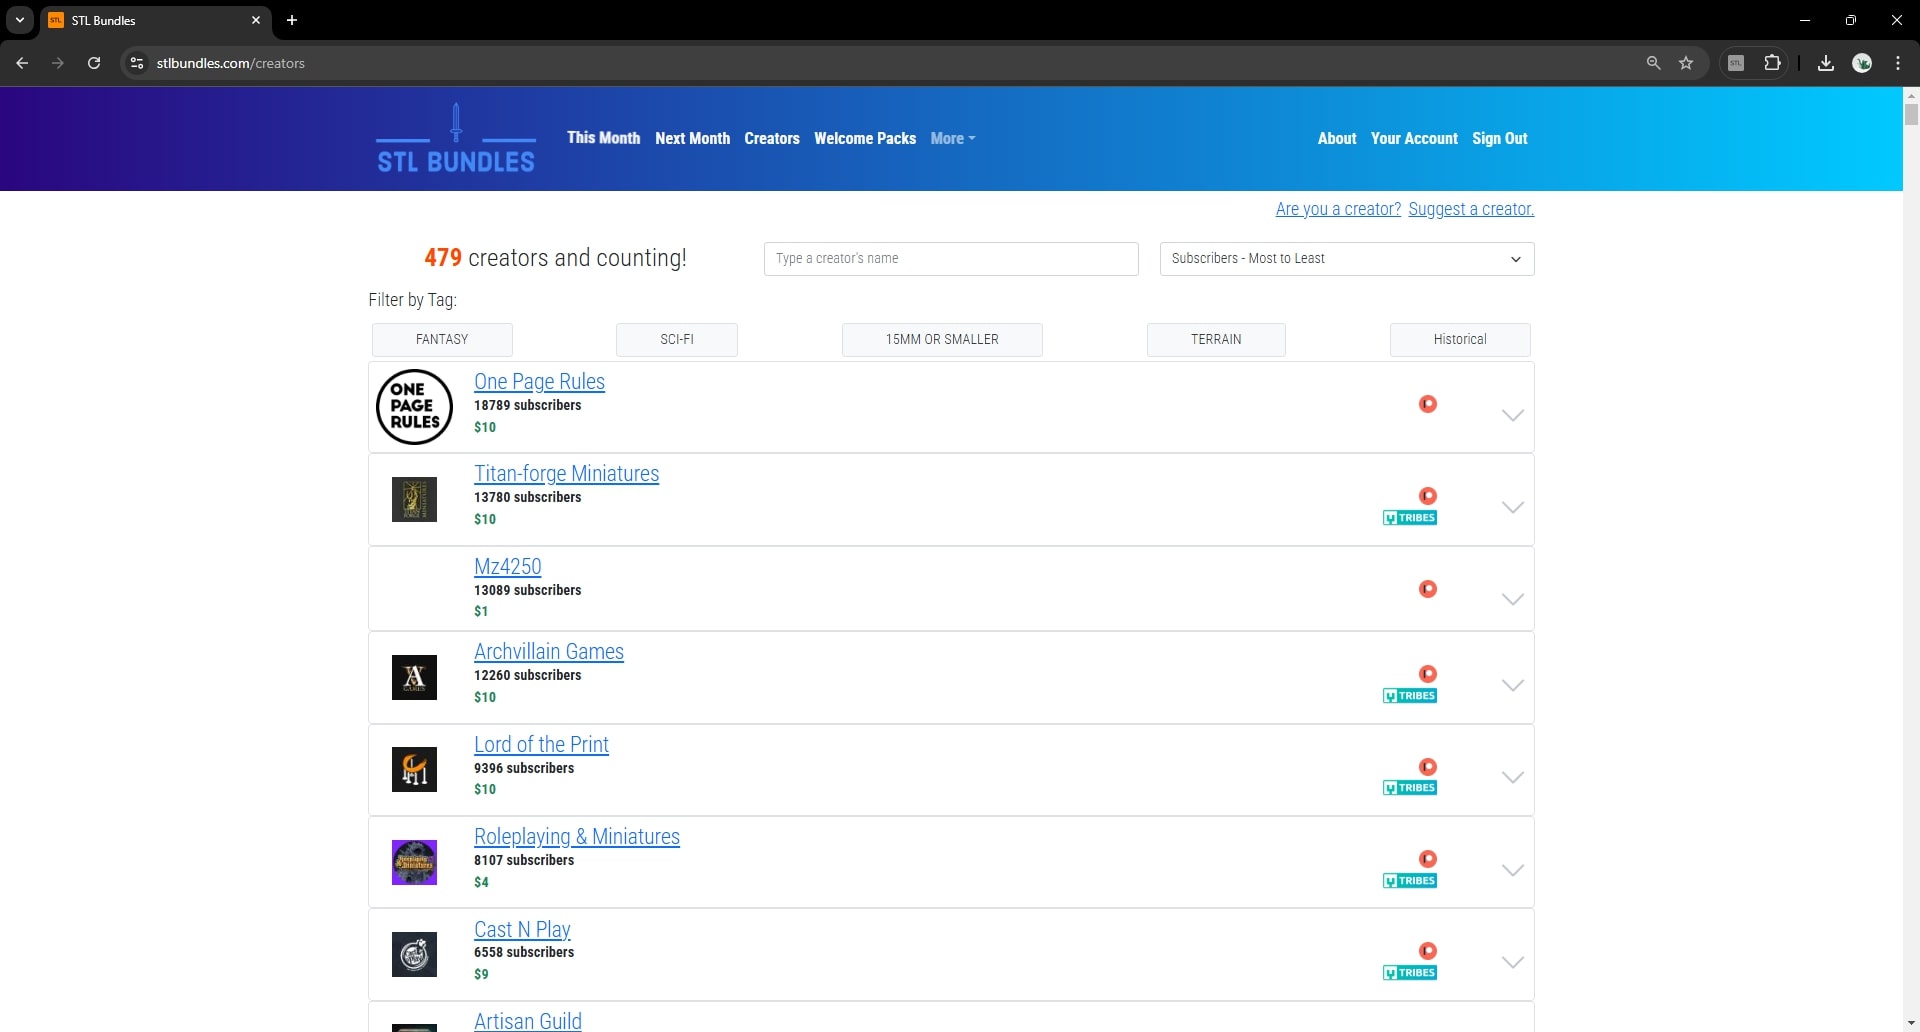 STL Bundles
stlbundles.com/creators
STL BUNDLES
This Month Next Month Creators Welcome Packs More
About Your Account Sign Out
Are you a creator? Suggest a creator.
479 creators and counting!
Type a creator's name
Subscribers - Most to Least
Filter by Tag:
FANTASY SCI-FI 15MM OR SMALLER TERRAIN Historical
ONE PAGE RULES
One Page Rules
18789 subscribers
$10
Titan-forge Miniatures
13780 subscribers
$10
TRIBES
Mz4250
13089 subscribers
$1
Archvillain Games
12260 subscribers
$10
TRIBES
Lord of the Print
9396 subscribers
$10
TRIBES
Roleplaying & Miniatures
8107 subscribers
$4
TRIBES
Cast N Play
6558 subscribers
$9
TRIBES
Artisan Guild